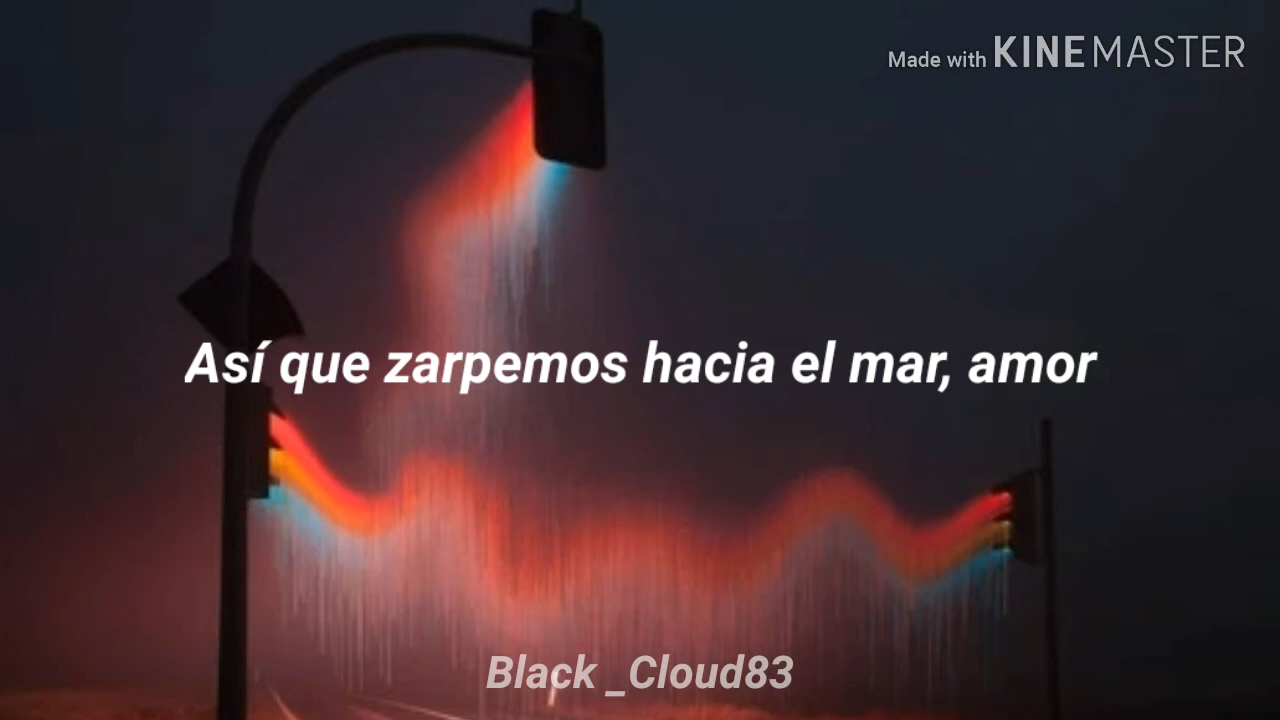 Made with KINEMASTER
Así que zarpemos hacia el mar, amor
Black _Cloud83